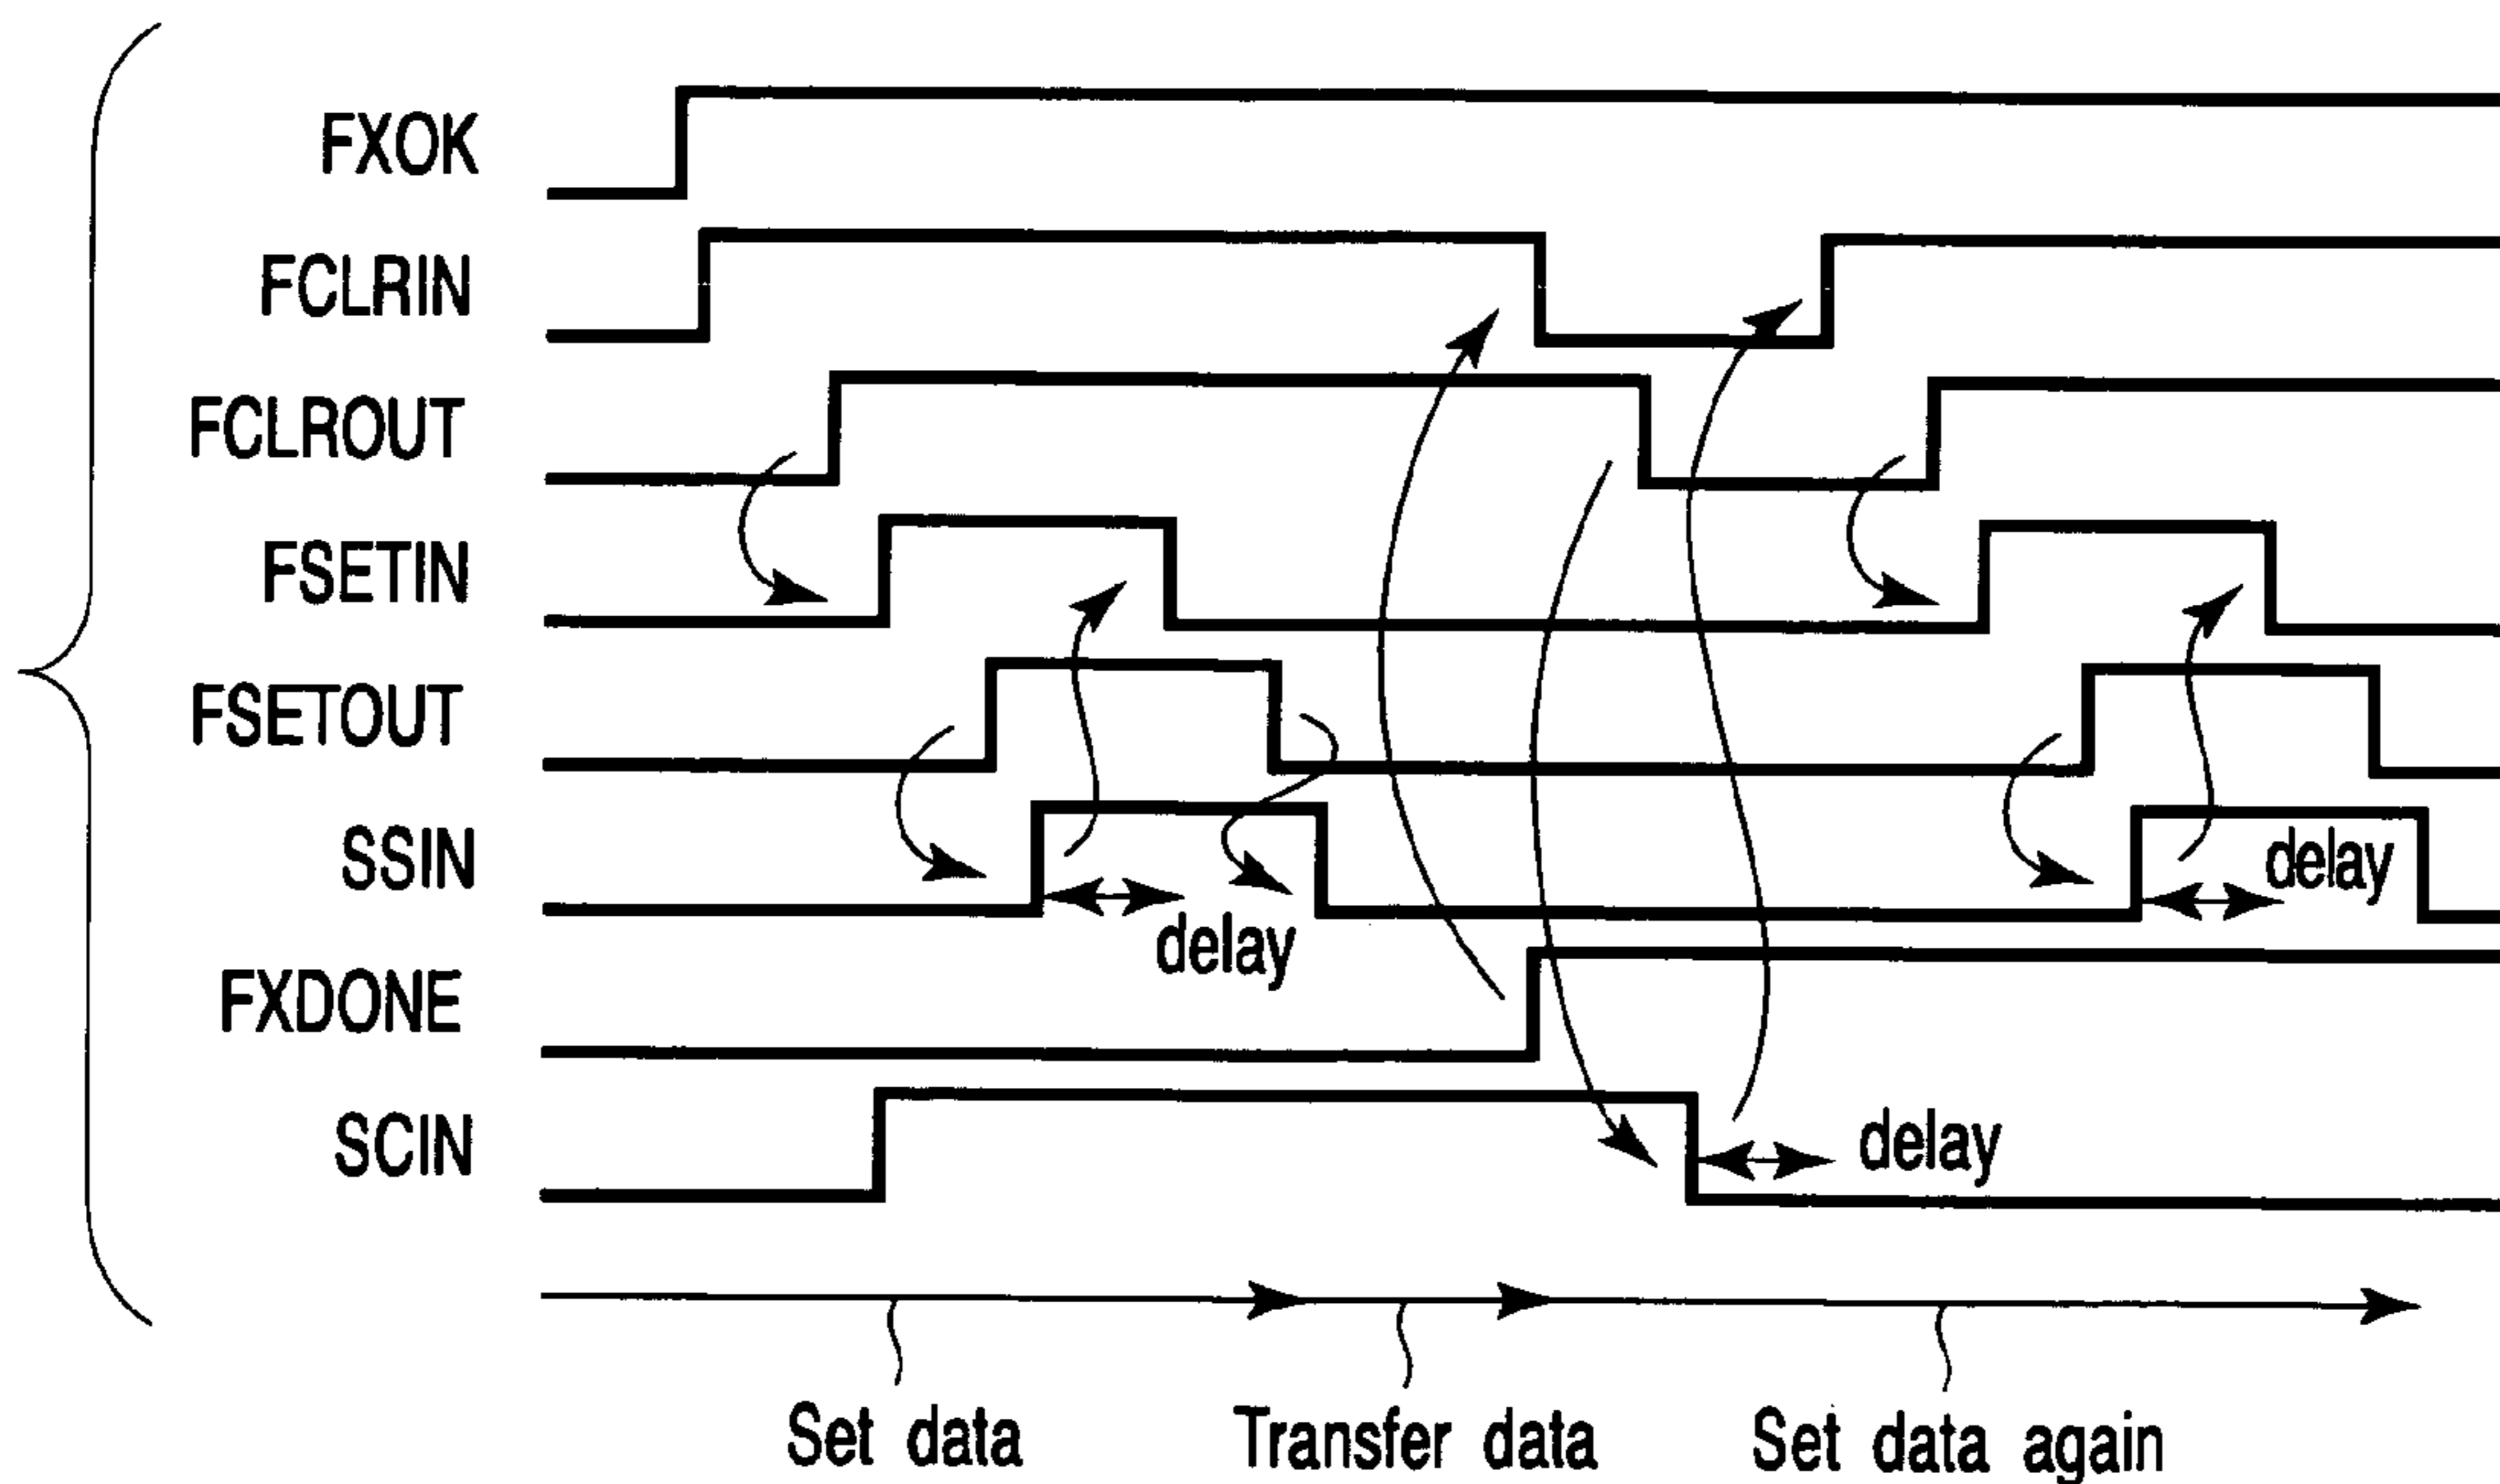 FXOK
FCLRIN
FCLROUT
FSETIN
FSETOUT
SSIN
delay
delay
FXDONE
SCIN
delay
Set data
Transfer data
Set data again